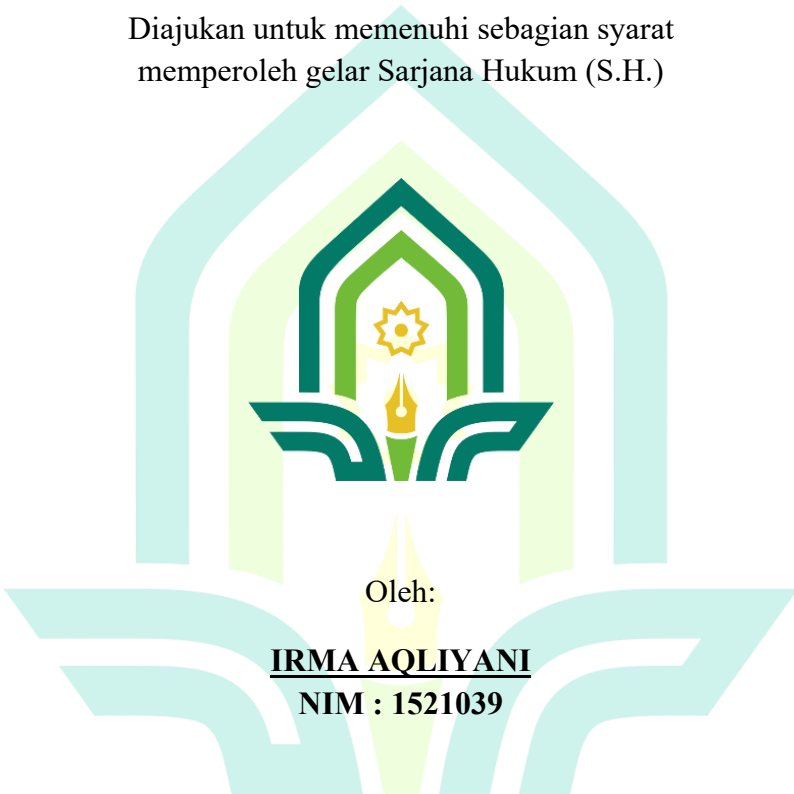 Diajukan untuk memenuhi sebagian syarat
memperoleh gelar Sarjana Hukum (S.H.)
Oleh:
IRMA AQLIYANI
NIM : 1521039